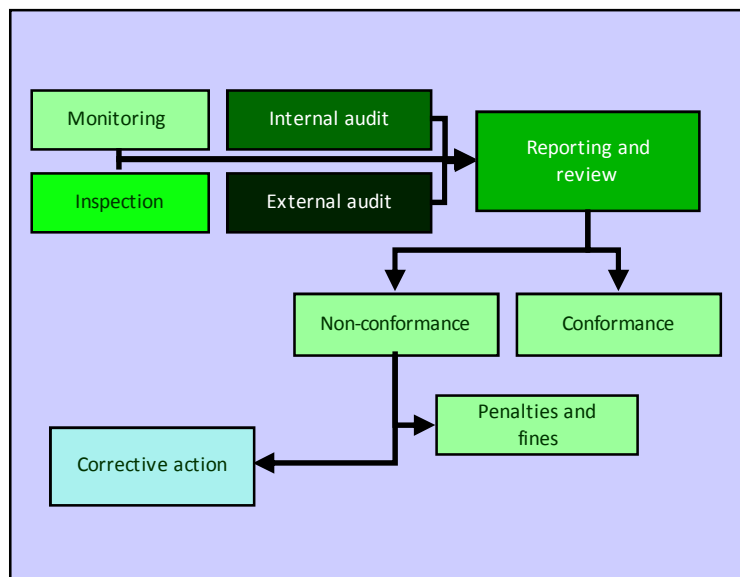 Monitoring
Internal audit
Reporting and
review
Inspection
External audit
Non-conformance
Conformance
Penalties and
fines
Corrective action